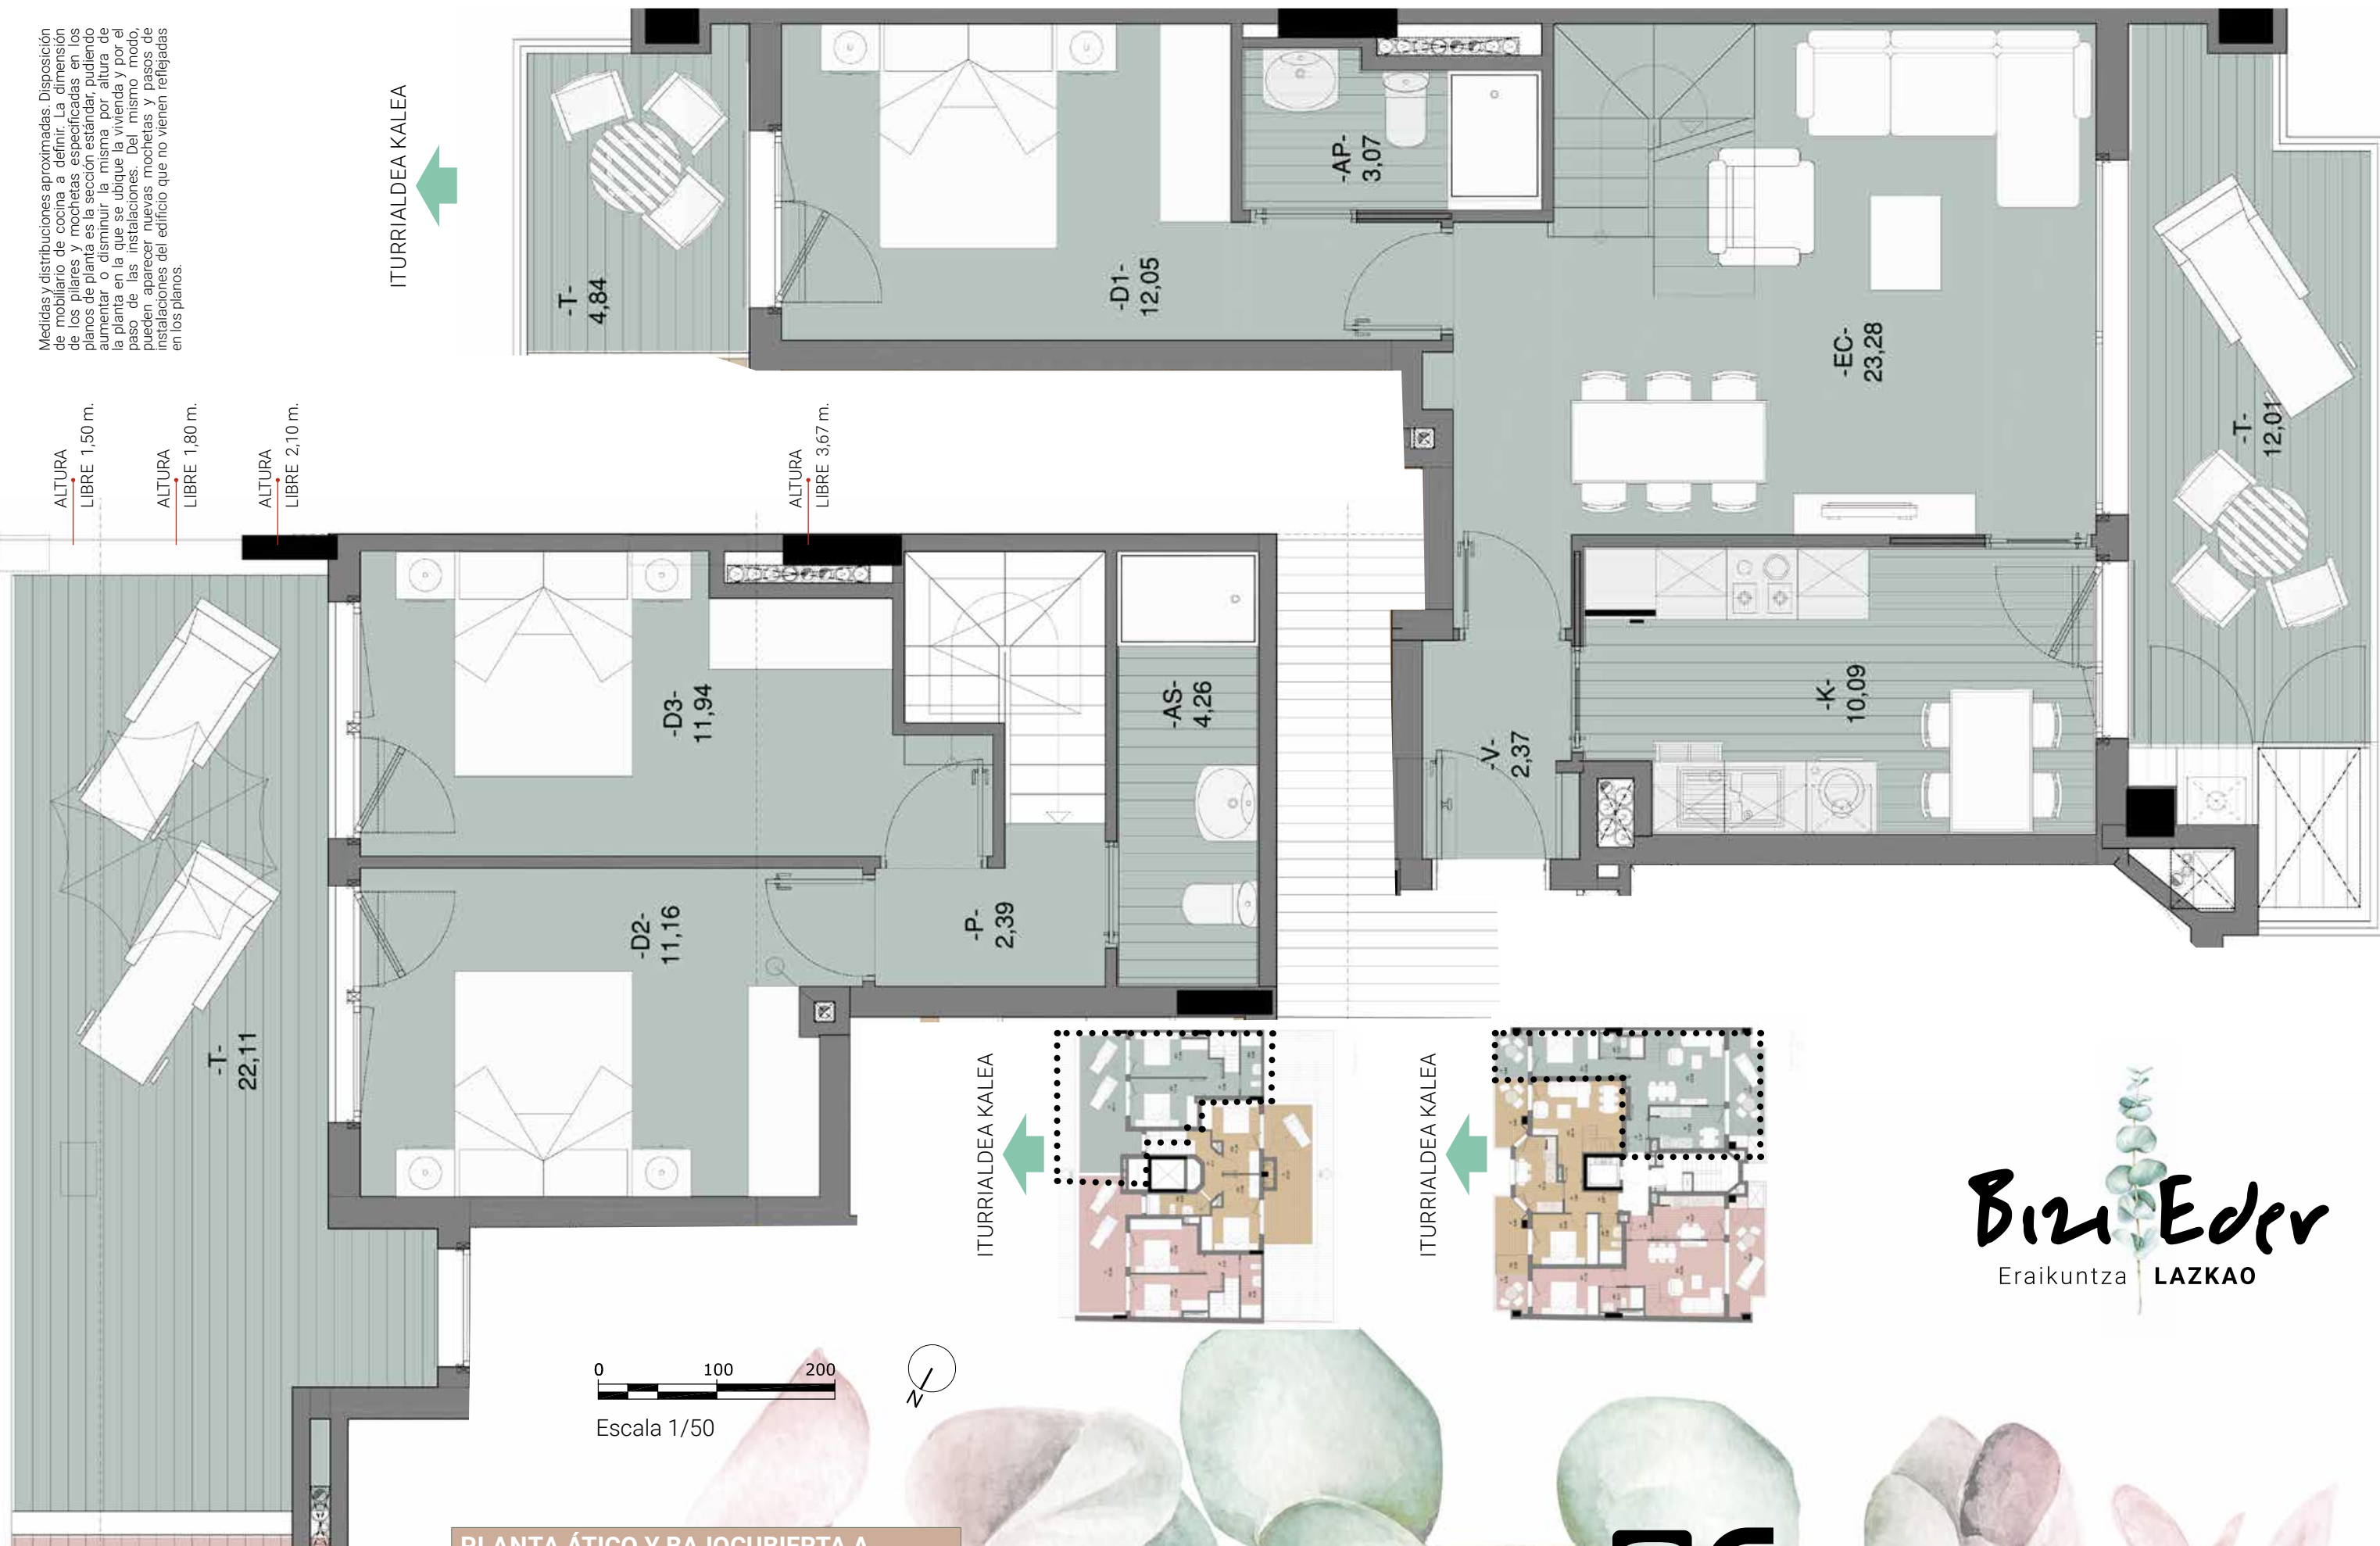 Medidas y distribuciones aproximadas. Disposición
de mobiliario de cocina a definir. La dimensión
de los pilares y mochetas especificadas en los
planos de planta es la sección estándar, pudiendo
aumentar o disminuir la misma por altura de
la planta en la que se ubique la vivienda y por el
paso de las instalaciones. Del mismo modo,
pueden aparecer nuevas mochetas y pasos de
instalaciones del edificio que no vienen reflejadas
en los planos.
ITURRIALDEA KALEA
-T-
4,84
-D1-
12,05
-AP-
3,07
-EC-
23,28
-T-
12,01
ALTURA
LIBRE 1,50 m.
ALTURA
LIBRE 1,80 m.
ALTURA
LIBRE 2,10 m.
ALTURA
LIBRE 3,67 m.
-D3-
11,94
-AS-
4,26
-V-
2,37
-K-
10,09
-D2-
11,16
-P-
2,39
-T-
22,11
ITURRIALDEA KALEA
ITURRIALDEA KALEA
Bizi Eder
Eraikuntza LAZKAO
0 100 200
Escala 1/50
N
PLANTA ÁTICO Y BAJOCUBIERTA A